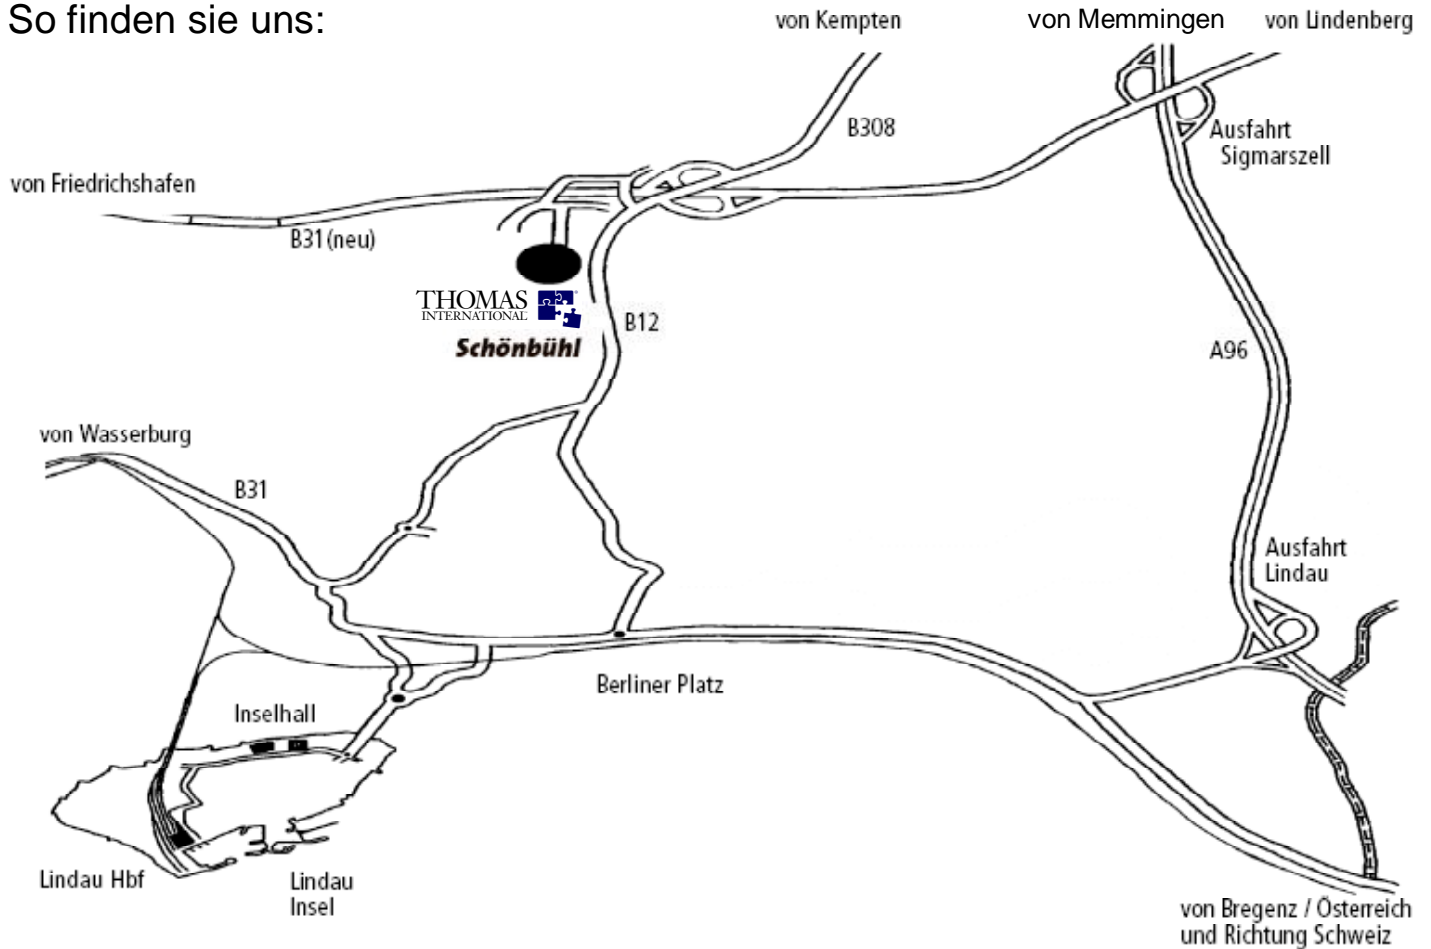 So finden sie uns:
von Kempten
von Memmingen
von Lindenberg
B308
Ausfahrt
Sigmarszell
von Friedrichshafen
B31(neu)
THOMAS
INTERNATIONAL
Schönbühl
B12
A96
von Wasserburg
B31
Ausfahrt
Lindau
Berliner Platz
Inselhall
Lindau Hbf
Lindau
Insel
von Bregenz / Österreich
und Richtung Schweiz